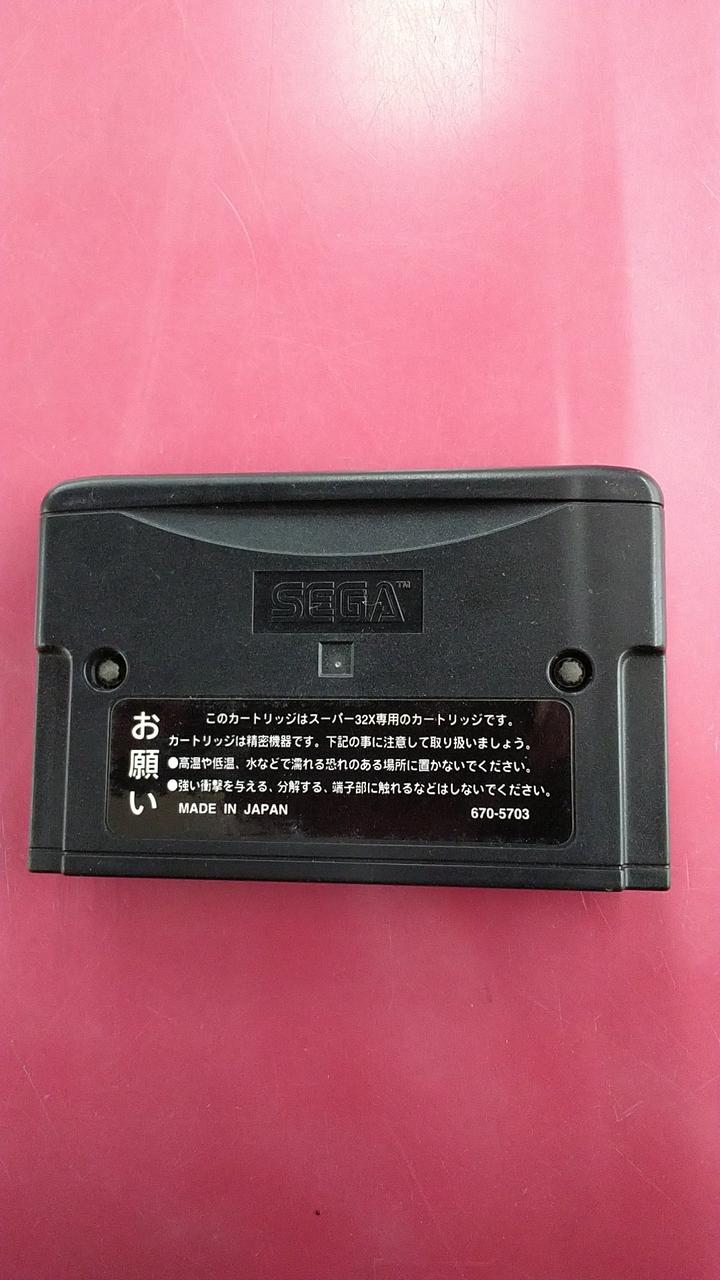 SEGA™
お願い
このカートリッジはスーパー32X専用のカートリッジです。
カートリッジは精密機器です。下記の事に注意して取り扱いましょう。
●高温や低温、水などで濡れる恐れのある場所に置かないでください。
●強い衝撃を与える、分解する、端子部に触れるなどはしないでください。
MADE IN JAPAN 670-5703